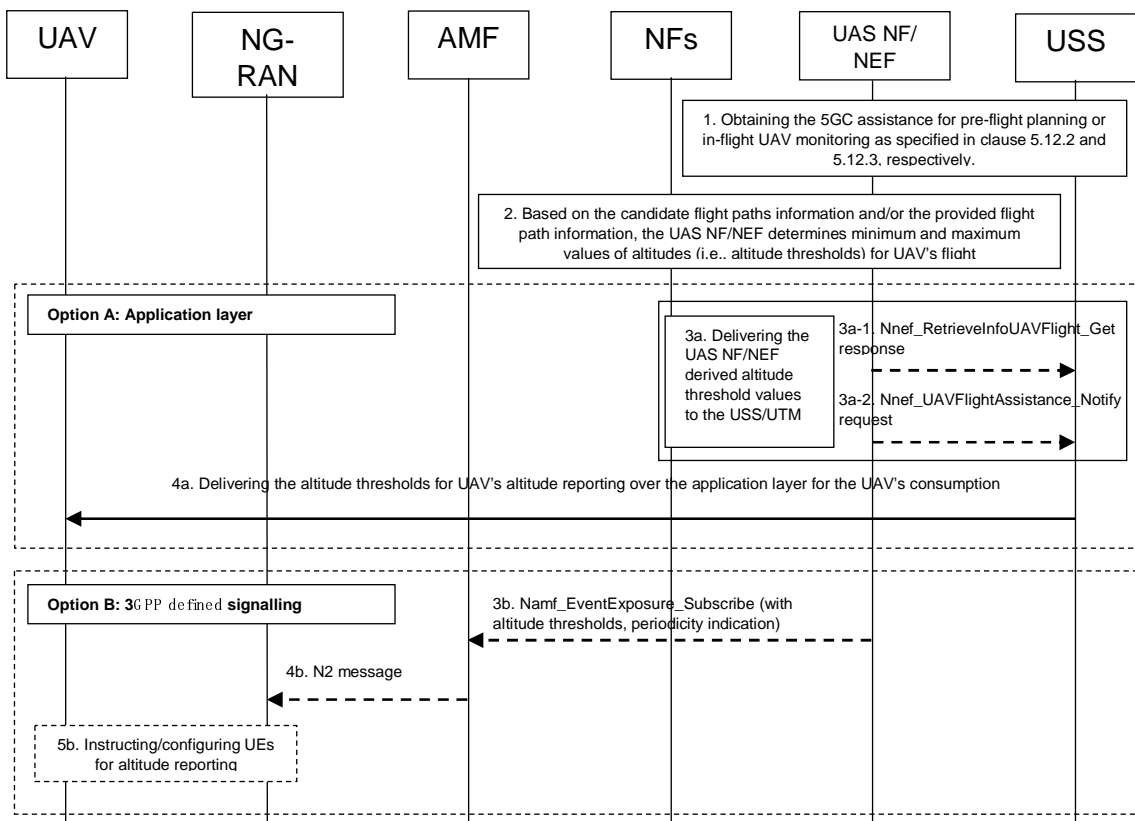 UAV
NG-
RAN
AMF
NFs
UAS NF/
NEF
USS
1. Obtaining the 5GC assistance for pre-flight planning or
in-flight UAV monitoring as specified in clause 5.12.2 and
5.12.3, respectively.
2. Based on the candidate flight paths information and/or the provided flight
path information, the UAS NF/NEF determines minimum and maximum
values of altitudes (i.e., altitude thresholds) for UAV's flight
Option A: Application layer
3a. Delivering the
UAS NF/NEF
derived altitude
threshold values
to the USS/UTM
3a-1. Nnef_RetrieveInfoUAVFlight_Get
response
3a-2. Nnef_UAVFlightAssistance_Notify
request
4a. Delivering the altitude thresholds for UAV's altitude reporting over the application layer for the UAV's consumption
Option B: 3GPP defined signalling
3b. Namf_EventExposure_Subscribe (with
altitude thresholds, periodicity indication)
4b. N2 message
5b. Instructing/configuring UEs
for altitude reporting